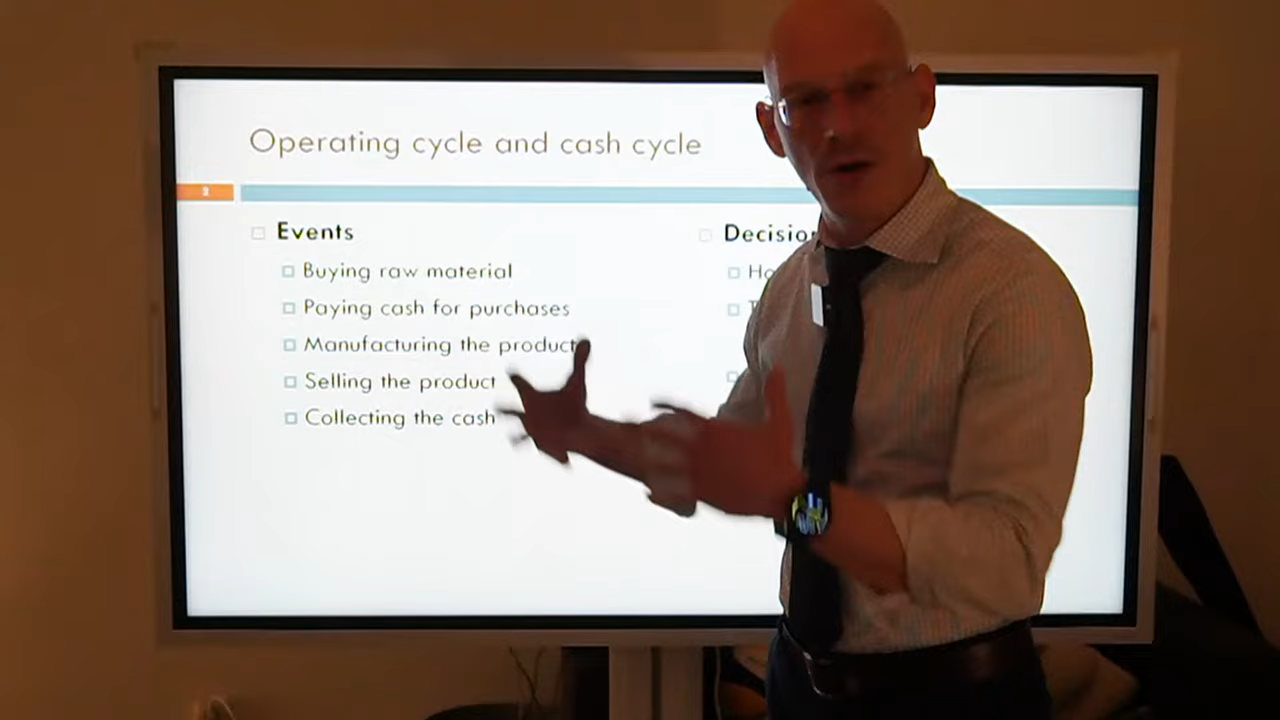 Operating cycle and cash cycle
Events
Buying raw material
Paying cash for purchases
Manufacturing the product
Selling the product
Collecting the cash